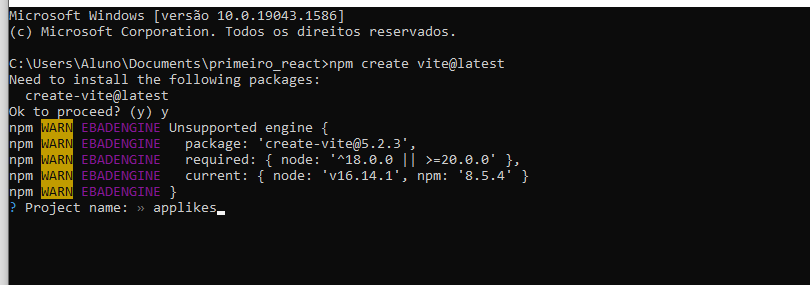 Microsoft Windows [versão 10.0.19043.1586]
(c) Microsoft Corporation. Todos os direitos reservados.
C:\Users\Aluno\Documents\primeiro_react>npm create vite@latest
Need to install the following packages:
  create-vite@latest
Ok to proceed? (y) y
npm WARN EBADENGINE Unsupported engine {
npm WARN EBADENGINE   package: 'create-vite@5.2.3',
npm WARN EBADENGINE   required: { node: '^18.0.0 || >=20.0.0' },
npm WARN EBADENGINE   current: { node: 'v16.14.1', npm: '8.5.4' }
npm WARN EBADENGINE }
? Project name: » applikes